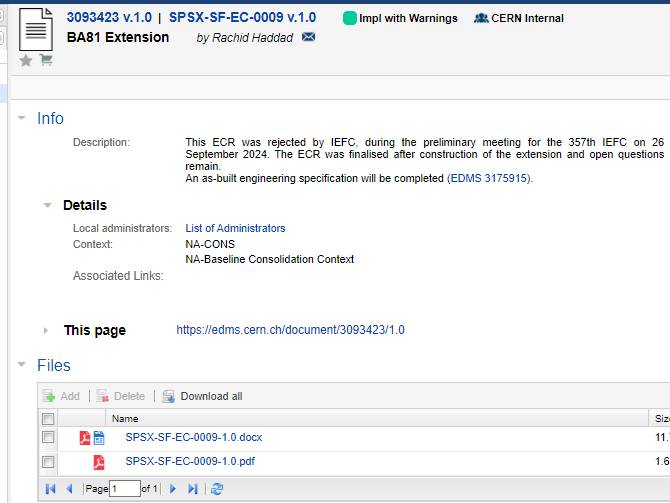 3093423 v.1.0 | SPSX-SF-EC-0009 v.1.0 Impl with Warnings CERN Internal
BA81 Extension by Rachid Haddad
Info
Description: This ECR was rejected by IEFC, during the preliminary meeting for the 357th IEFC on 26
September 2024. The ECR was finalised after construction of the extension and open questions
remain.
An as-built engineering specification will be completed (EDMS 3175915).
Details
Local administrators: List of Administrators
Context: NA-CONS
NA-Baseline Consolidation Context
Associated Links:
This page https://edms.cern.ch/document/3093423/1.0
Files
Add Delete Download all
Name
SPSX-SF-EC-0009-1.0.docx
SPSX-SF-EC-0009-1.0.pdf
Page 1 of 1